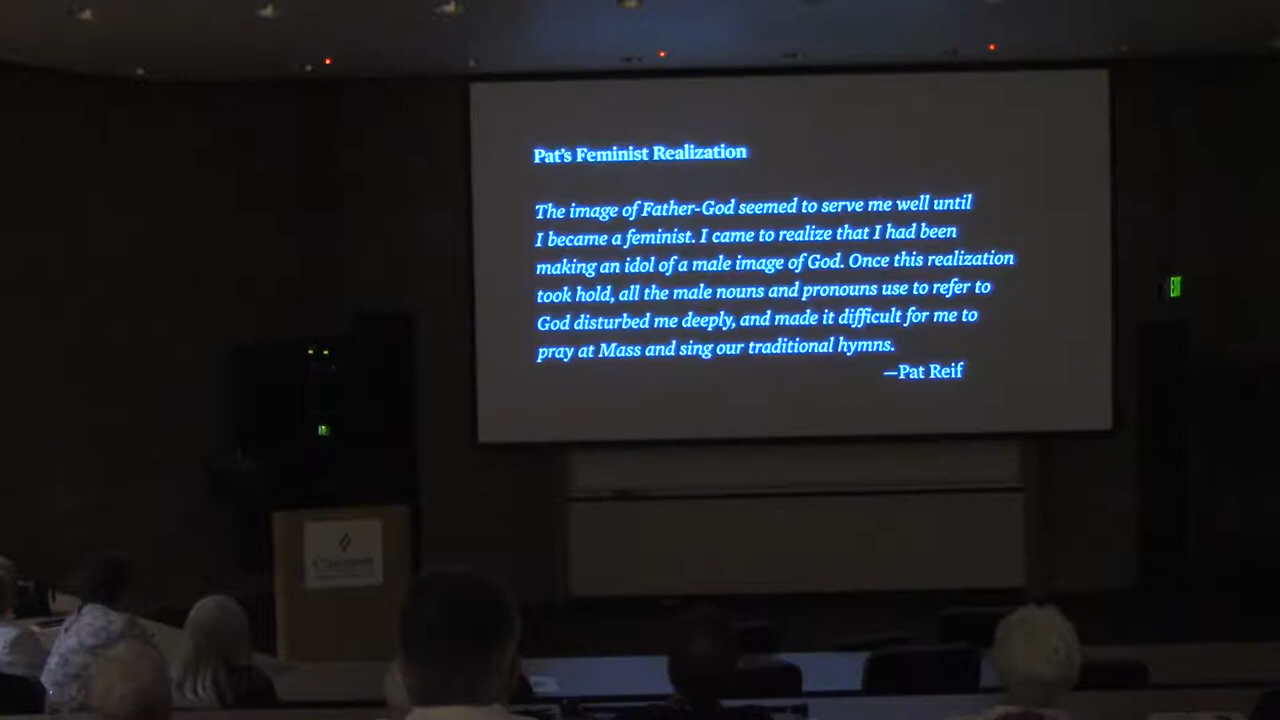 Pat's Feminist Realization
The image of Father-God seemed to serve me well until
I became a feminist. I came to realize that I had been
making an idol of a male image of God. Once this realization
took hold, all the male nouns and pronouns use to refer to
God disturbed me deeply, and made it difficult for me to
pray at Mass and sing our traditional hymns.
—Pat Reif
Claremont